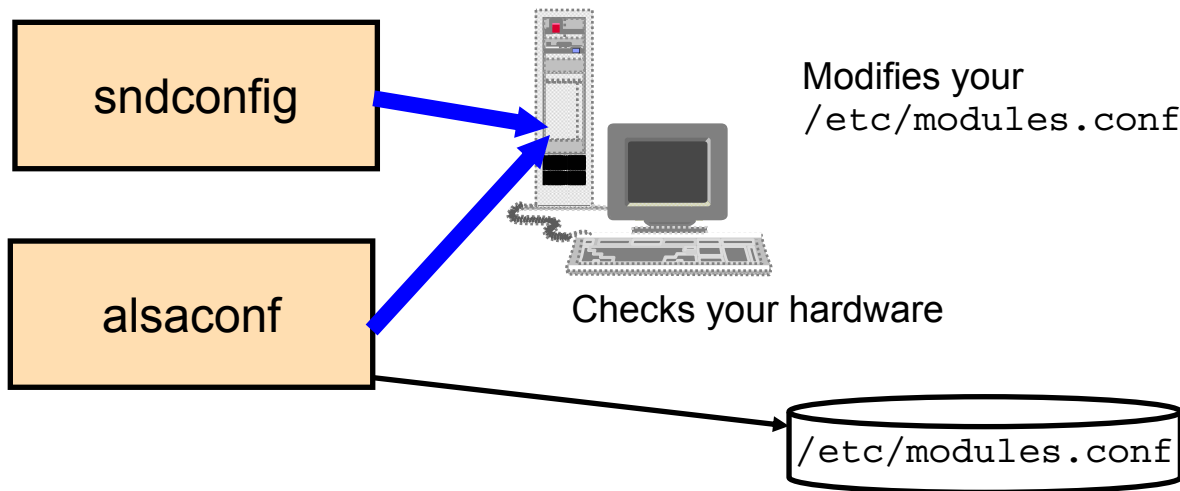 sndconfig
Modifies your
/etc/modules.conf
alsaconf
Checks your hardware
/etc/modules.conf